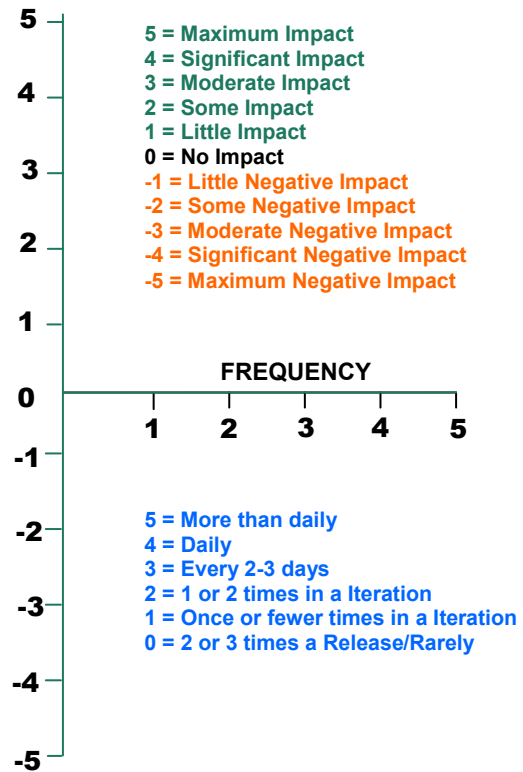 5
5 = Maximum Impact
4 = Significant Impact
4
3 = Moderate Impact
2 = Some Impact
1 = Little Impact
0 = No Impact
3
-1 = Little Negative Impact
-2 = Some Negative Impact
-3 = Moderate Negative Impact
2
-4 = Significant Negative Impact
-5 = Maximum Negative Impact
1
FREQUENCY
0
1 2 3 4 5
-1
5 = More than daily
-2
4 = Daily
3 = Every 2-3 days
2 = 1 or 2 times in a Iteration
-3
1 = Once or fewer times in a Iteration
0 = 2 or 3 times a Release/Rarely
-4
-5